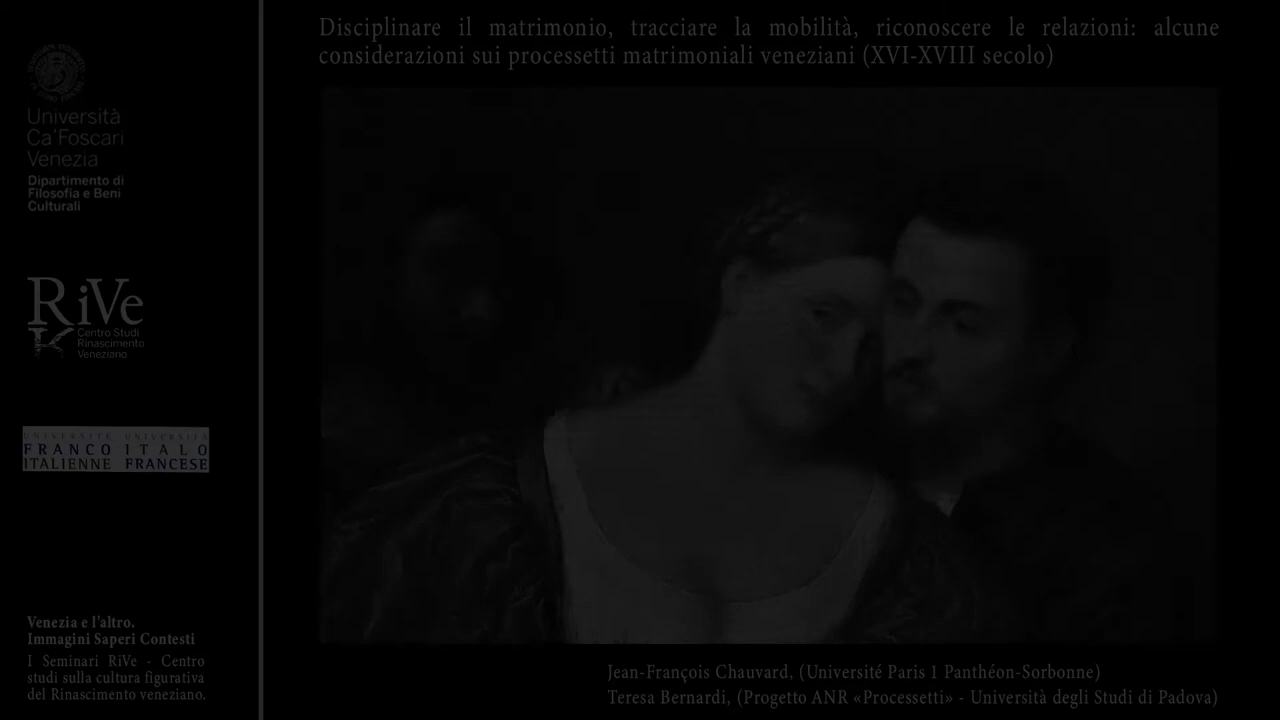 Disciplinare il matrimonio, tracciare la mobilità, riconoscere le relazioni: alcune
considerazioni sui processetti matrimoniali veneziani (XVI-XVIII secolo)
Università
Ca'Foscari
Venezia
Dipartimento di
Filosofia e Beni
Culturali
RiVe
Centro Studi
Rinascimento
Veneziano
UNIVERSITÉ UNIVERSITÀ
FRANCO ITALO
ITALIENNE FRANCESE
Venezia e l'altro.
Immagini Saperi Contesti
I Seminari RiVe - Centro
studi sulla cultura figurativa
del Rinascimento veneziano.
Jean-François Chauvard, (Université Paris 1 Panthéon-Sorbonne)
Teresa Bernardi, (Progetto ANR «Processetti» - Università degli Studi di Padova)